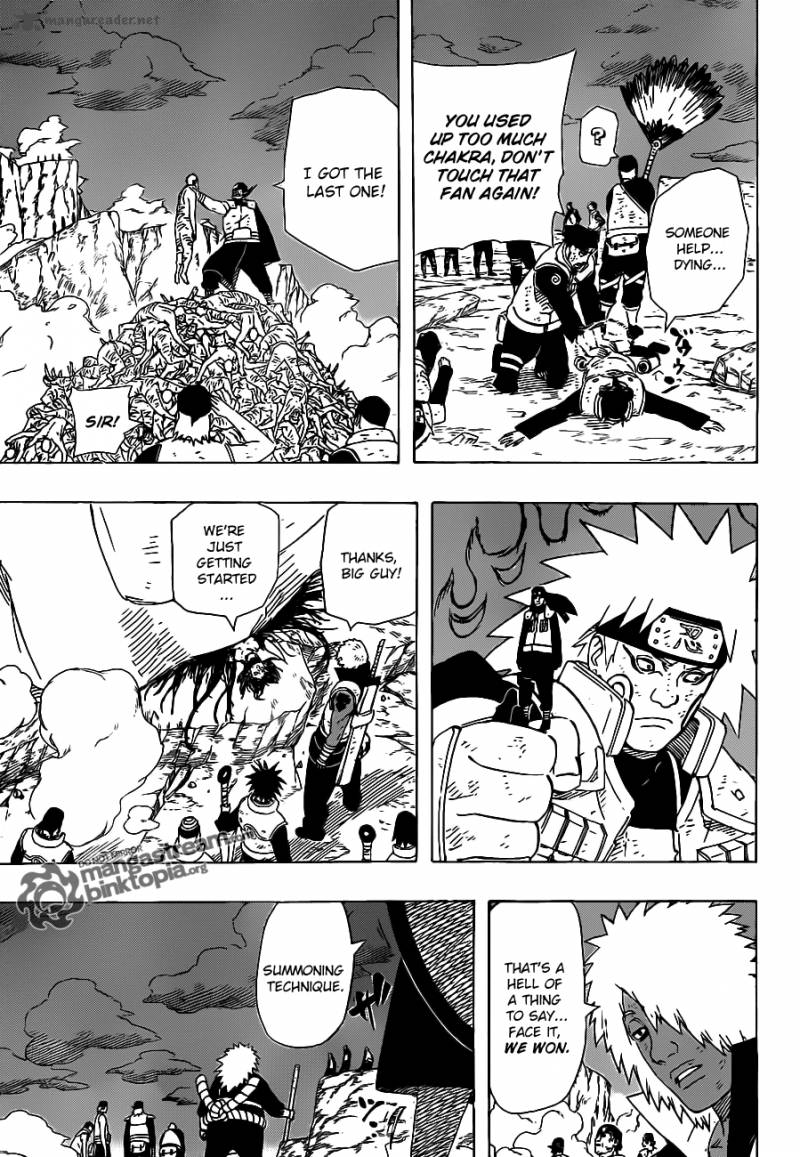 mangareader.net
YOU USED
UP TOO MUCH
CHAKRA, DON'T
TOUCH THAT
FAN AGAIN!
?
SOMEONE
HELP...
DYING...
I GOT THE
LAST ONE!
SIR!
忍
THANKS,
BIG GUY!
WE'RE
JUST
GETTING
STARTED
...
mangastream.com
binktopia.org
THAT'S A
HELL OF
A THING
TO SAY...
FACE IT,
WE WON.
SUMMONING
TECHNIQUE.